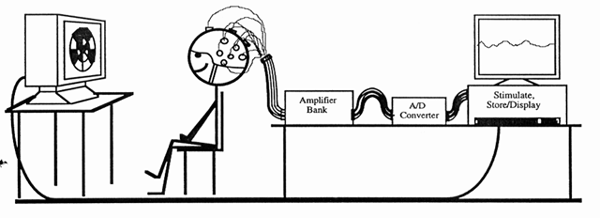 Amplifier
Bank
A/D
Converter
Stimulate,
Store/Display